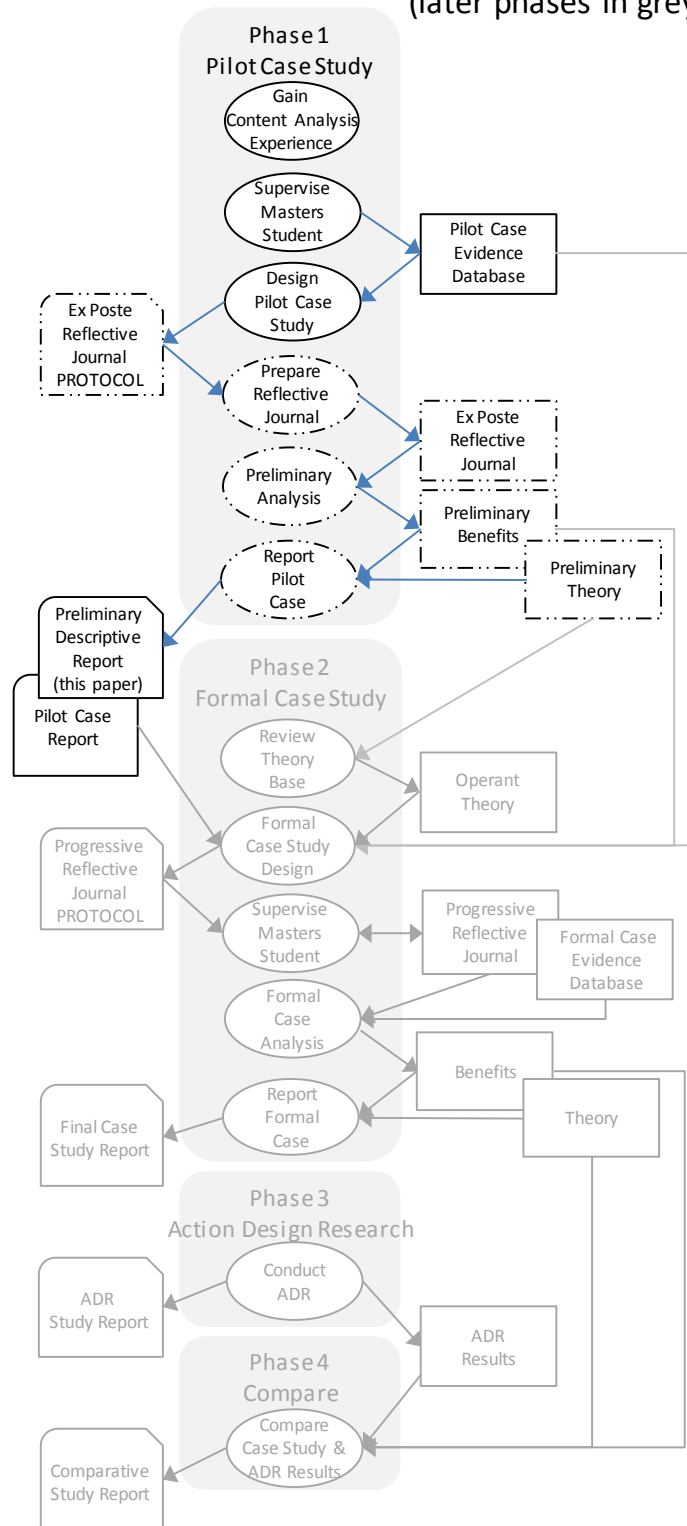 (later phases in grey
Phase 1
Pilot Case Study
Gain
Content Analysis
Experience
Supervise
Masters
Student
Pilot Case
Evidence
Database
Design
Pilot Case
Study
Ex Poste
Reflective
Journal
PROTOCOL
Prepare
Reflective
Journal
Ex Poste
Reflective
Journal
Preliminary
Analysis
Preliminary
Benefits
Report
Pilot
Case
Preliminary
Theory
Preliminary
Descriptive
Report
(this paper)
Pilot Case
Report
Phase 2
Formal Case Study
Review
Theory
Base
Operant
Theory
Formal
Case Study
Design
Progressive
Reflective
Journal
PROTOCOL
Supervise
Masters
Student
Progressive
Reflective
Journal
Formal Case
Evidence
Database
Formal
Case
Analysis
Benefits
Report
Formal
Case
Theory
Final Case
Study Report
Phase 3
Action Design Research
Conduct
ADR
ADR
Study Report
ADR
Results
Phase 4
Compare
Compare
Case Study &
ADR Results
Comparative
Study Report